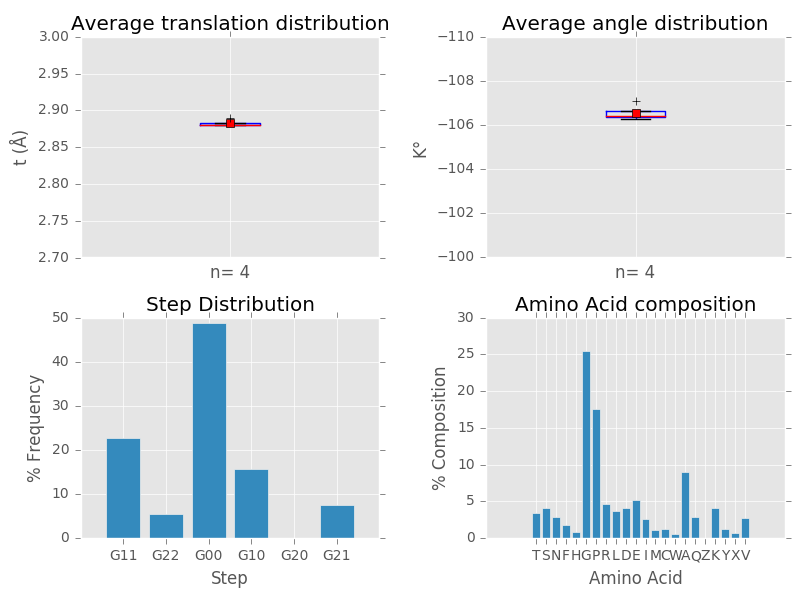 Average translation distribution
3.00
2.95
2.90
2.85
2.80
2.75
2.70
t (Å)
n= 4
Average angle distribution
−110
−108
−106
−104
−102
−100
K°
n= 4
Step Distribution
50
40
30
20
10
0
% Frequency
G11 G22 G00 G10 G20 G21
Step
Amino Acid composition
30
25
20
15
10
5
0
% Composition
T S N F H G P R L D E I M C W A Q Z K Y X V
Amino Acid